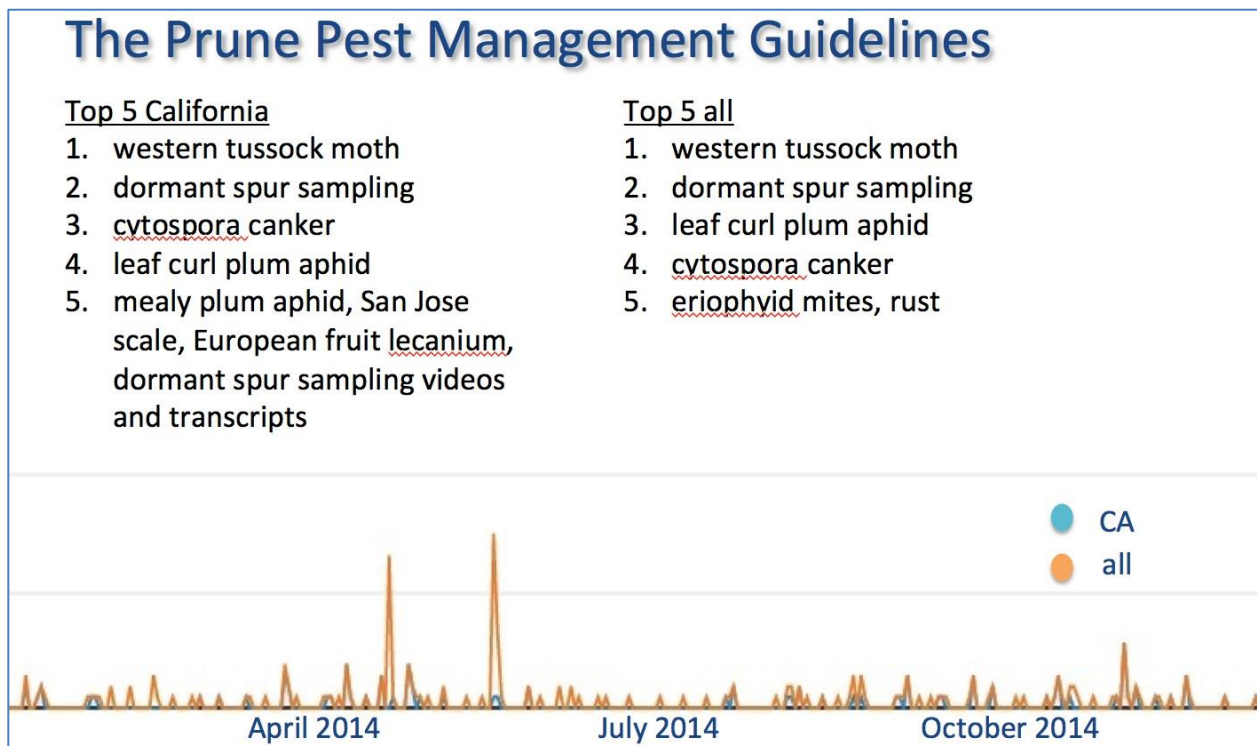 The Prune Pest Management Guidelines
Top 5 California
1. western tussock moth
2. dormant spur sampling
3. cytospora canker
4. leaf curl plum aphid
5. mealy plum aphid, San Jose
scale, European fruit lecanium,
dormant spur sampling videos
and transcripts
Top 5 all
1. western tussock moth
2. dormant spur sampling
3. leaf curl plum aphid
4. cytospora canker
5. eriophyid mites, rust
CA
all
April 2014
July 2014
October 2014